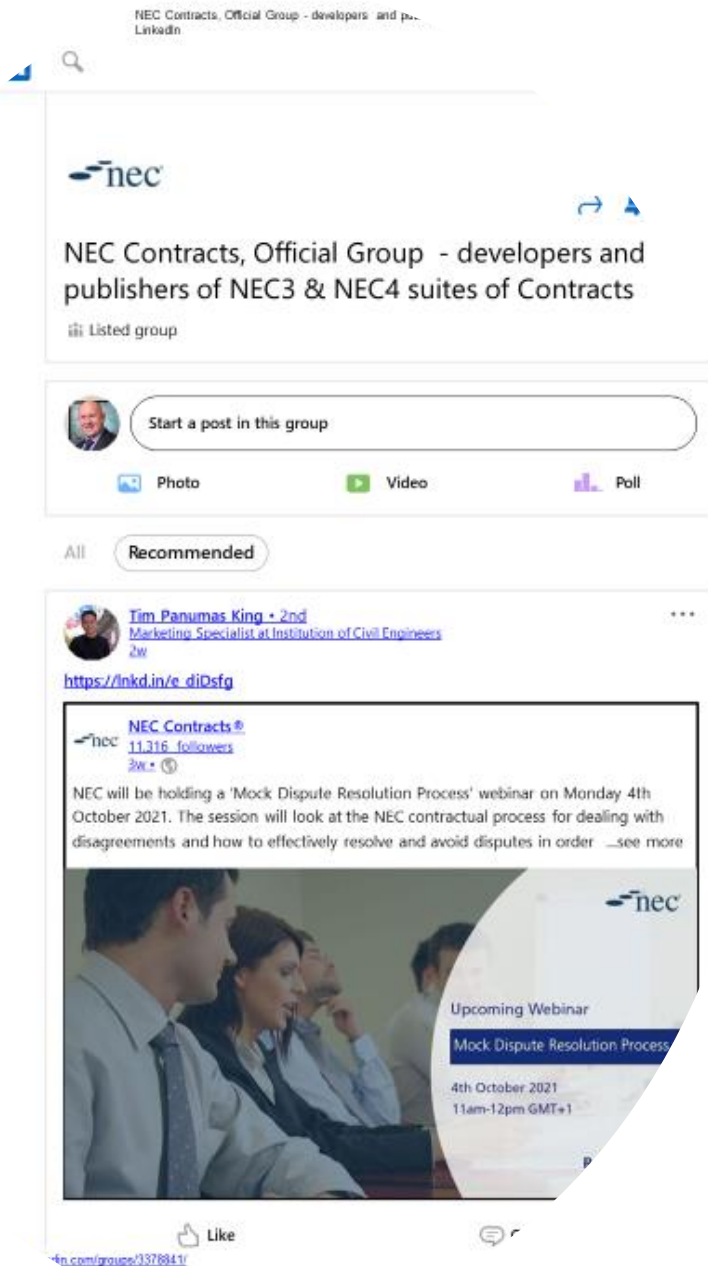 NEC Contracts, Official Group - developers and
LinkedIn
nec
NEC Contracts, Official Group - developers and
publishers of NEC3 & NEC4 suites of Contracts
Listed group
Start a post in this group
Photo Video Poll
All Recommended
Tim Panumas King • 2nd
Marketing Specialist at Institution of Civil Engineers
2w
https://lnkd.in/e_diDsfg
nec
NEC Contracts®
11,316 followers
3w •
NEC will be holding a 'Mock Dispute Resolution Process' webinar on Monday 4th
October 2021. The session will look at the NEC contractual process for dealing with
disagreements and how to effectively resolve and avoid disputes in order ...see more
nec
Upcoming Webinar
Mock Dispute Resolution Process
4th October 2021
11am-12pm GMT+1
Like
in.com/groups/3378841/